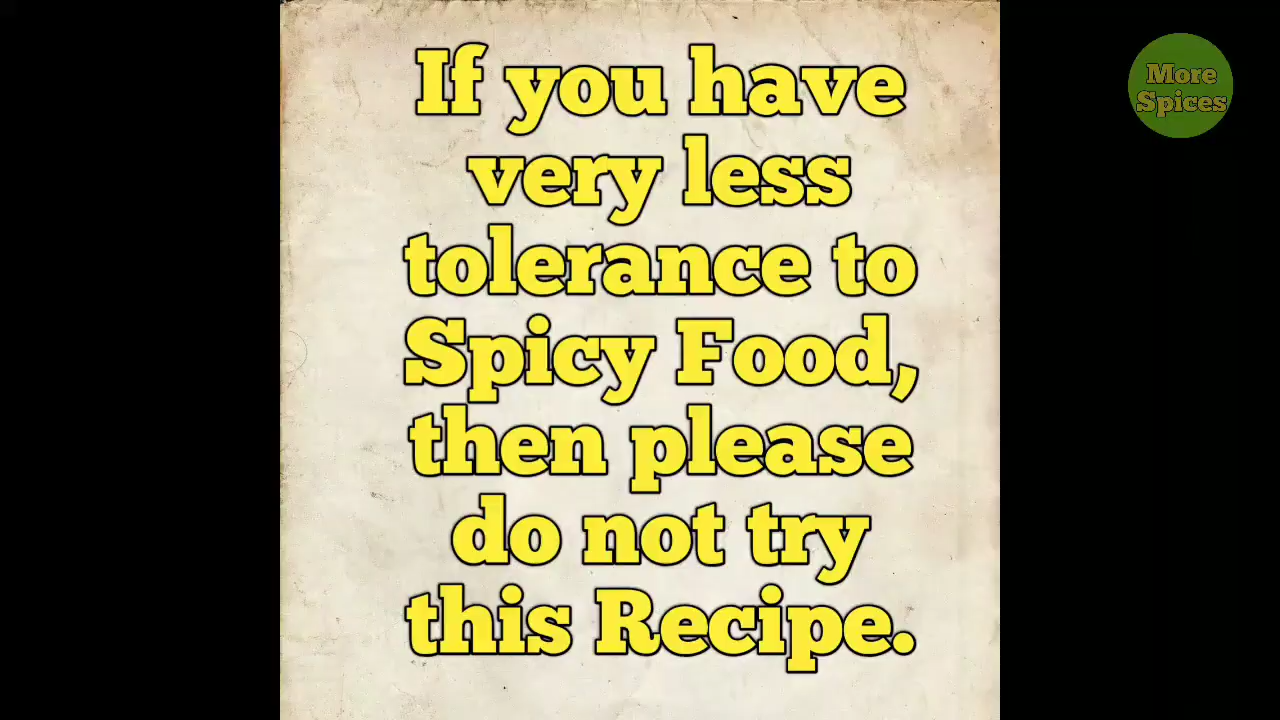 If you have
very less
tolerance to
Spicy Food,
then please
do not try
this Recipe.
More
Spices